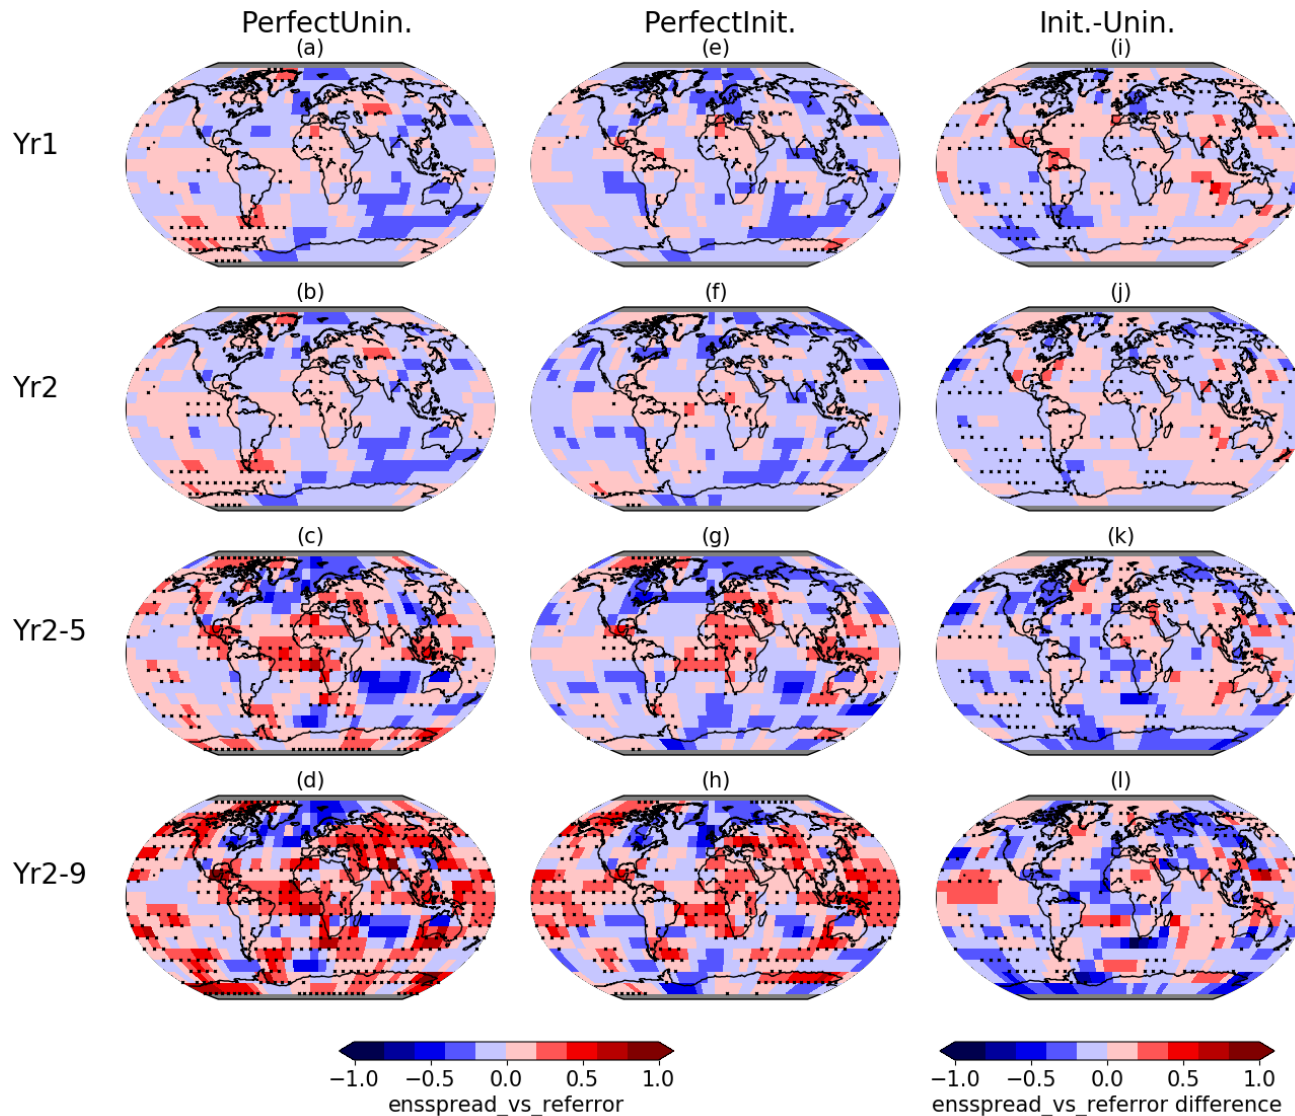 PerfectUnin. PerfectInit. Init.-Unin.
(a) (e) (i)
Yr1
(b) (f) (j)
Yr2
(c) (g) (k)
Yr2-5
(d) (h) (l)
Yr2-9
−1.0 −0.5 0.0 0.5 1.0 −1.0 −0.5 0.0 0.5 1.0
ensspread_vs_referror ensspread_vs_referror difference